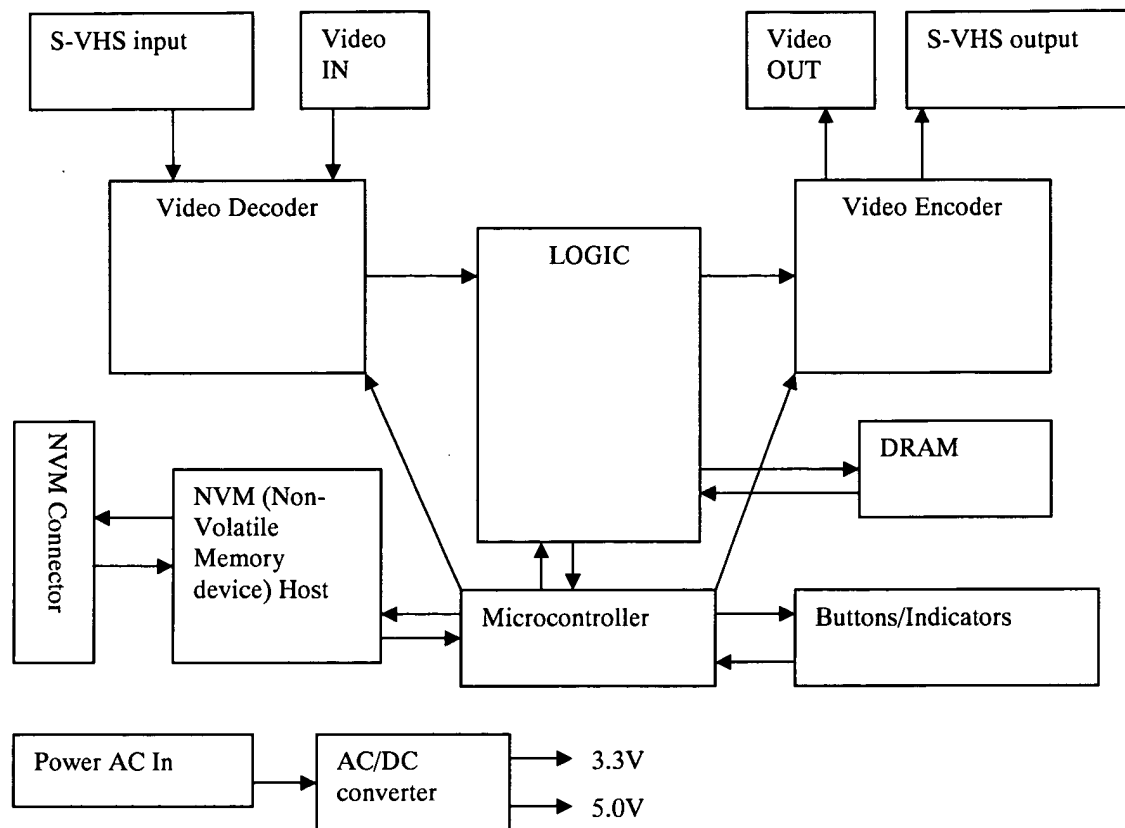 S-VHS input
Video
IN
Video
OUT
S-VHS output
Video Decoder
LOGIC
Video Encoder
DRAM
NVM Connector
NVM (Non-
Volatile
Memory
device) Host
Microcontroller
Buttons/Indicators
Power AC In
AC/DC
converter
3.3V
5.0V